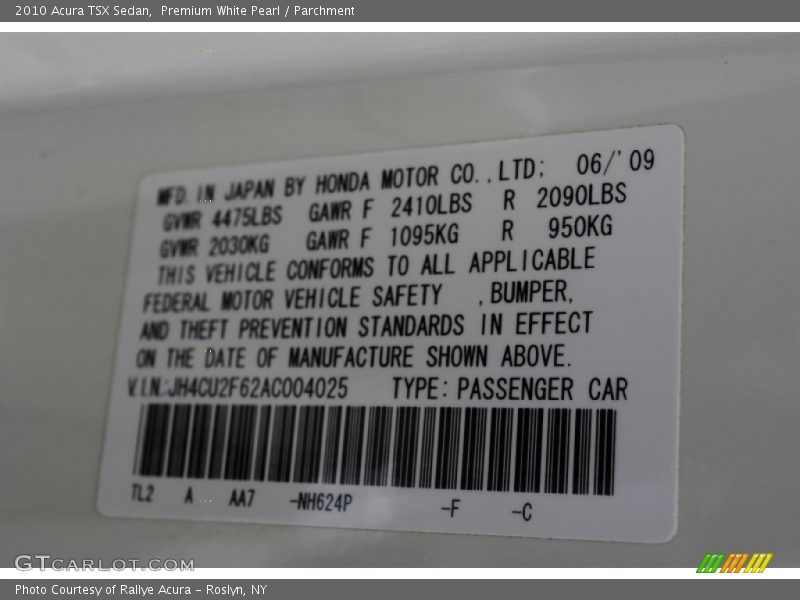 2010 Acura TSX Sedan,  Premium White Pearl / Parchment
MFD. IN JAPAN BY HONDA MOTOR CO.,LTD; 06/'09
GVWR 4475LBS GAWR F 2410LBS R 2090LBS
GVWR 2030KG GAWR F 1095KG R 950KG
THIS VEHICLE CONFORMS TO ALL APPLICABLE
FEDERAL MOTOR VEHICLE SAFETY ,BUMPER,
AND THEFT PREVENTION STANDARDS IN EFFECT
ON THE DATE OF MANUFACTURE SHOWN ABOVE.
V.I.N.:JH4CU2F62AC004025 TYPE: PASSENGER CAR
TL2 A AA7 -NH624P -F -C
GTCARLOT.COM
Photo Courtesy of Rallye Acura – Roslyn, NY